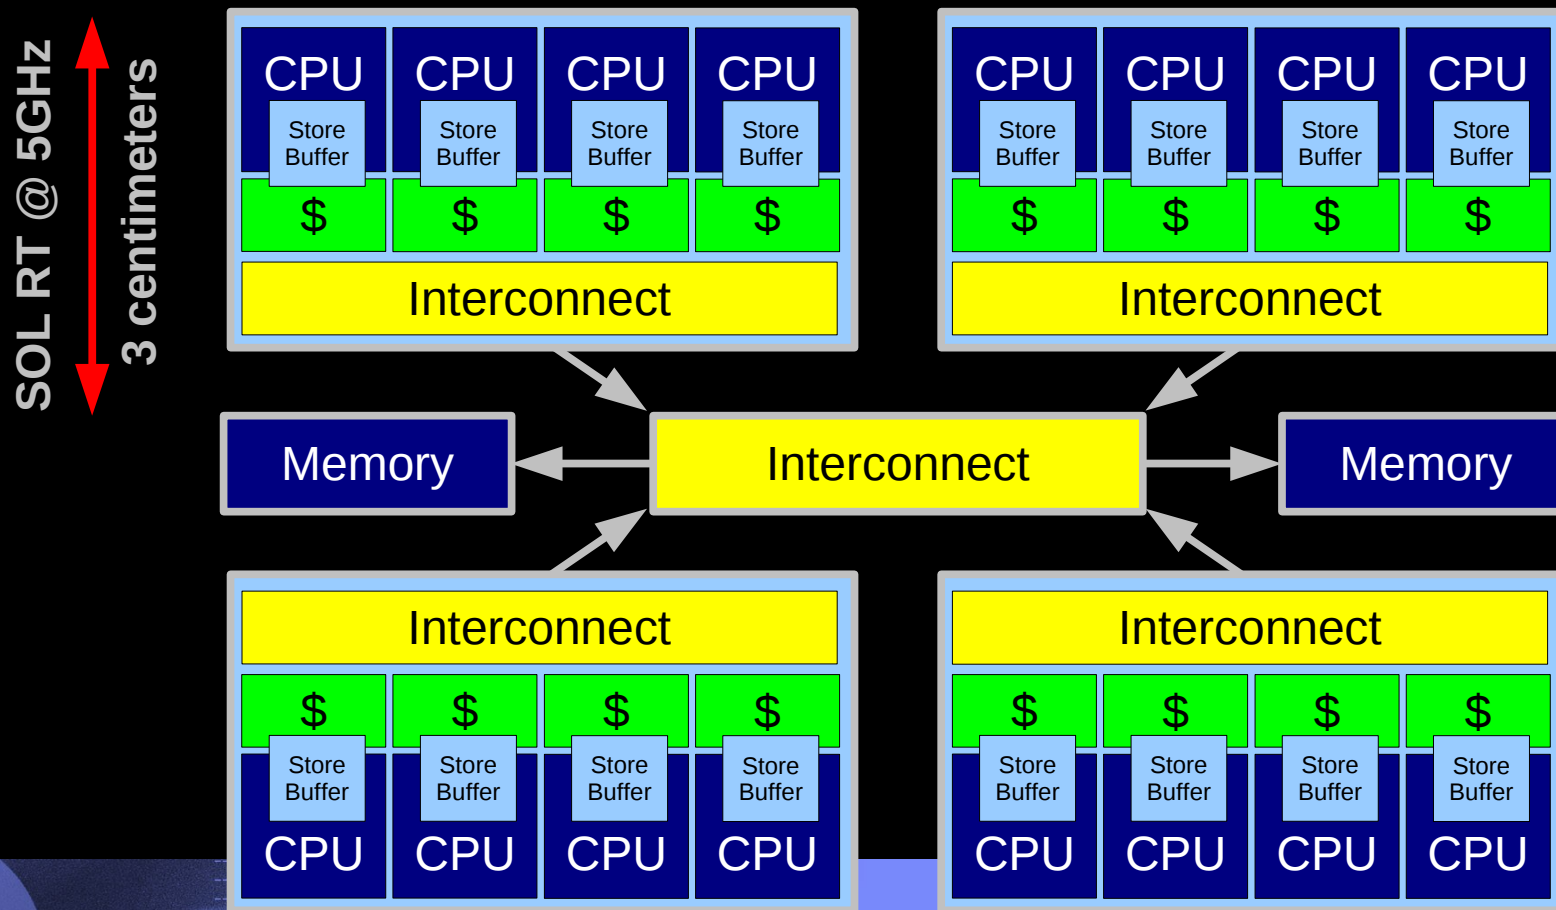 SOL RT @ 5GHz
3 centimeters
CPU CPU CPU CPU
Store Store Store Store
Buffer Buffer Buffer Buffer
$ $ $ $
Interconnect
CPU CPU CPU CPU
Store Store Store Store
Buffer Buffer Buffer Buffer
$ $ $ $
Interconnect
Memory Interconnect Memory
Interconnect
$ $ $ $
Store Store Store Store
Buffer Buffer Buffer Buffer
CPU CPU CPU CPU
Interconnect
$ $ $ $
Store Store Store Store
Buffer Buffer Buffer Buffer
CPU CPU CPU CPU